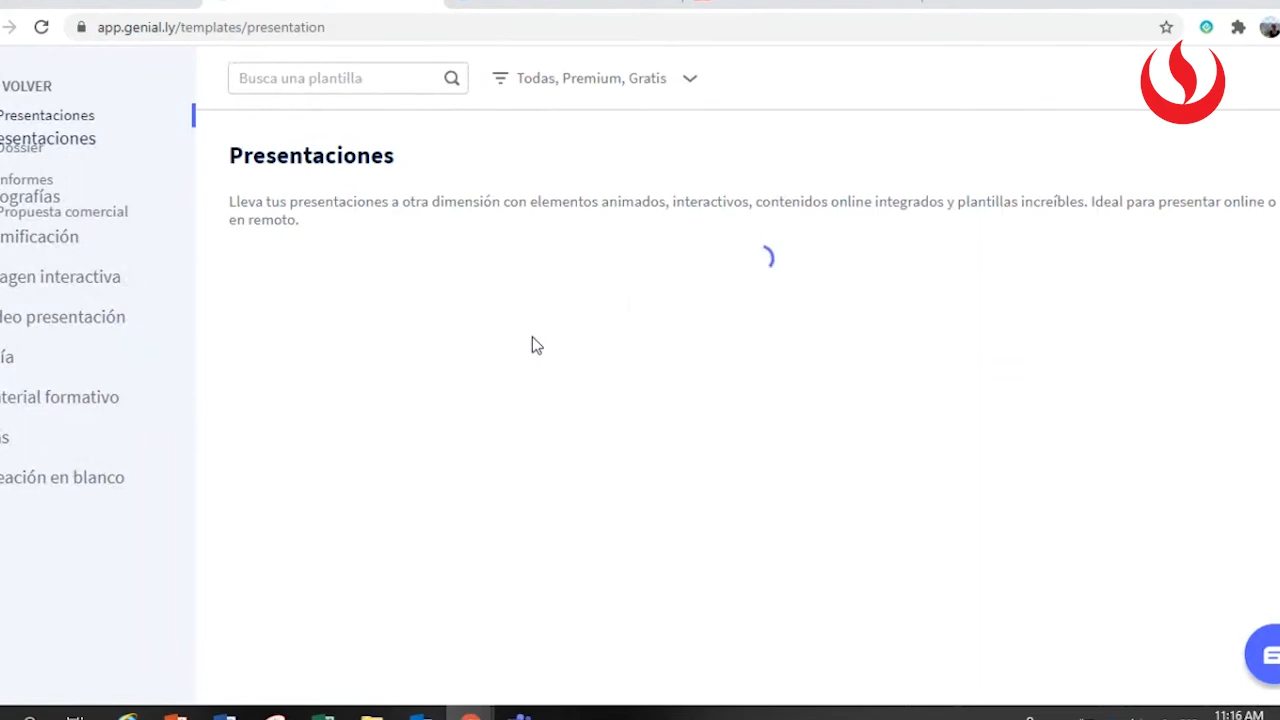 app.genial.ly/templates/presentation
VOLVER
Busca una plantilla
Todas, Premium, Gratis
Presentaciones
esentaciones
Dossier
nformes
ografías
Propuesta comercial
mificación
agen interactiva
deo presentación
ía
terial formativo
s
eación en blanco
Presentaciones
Lleva tus presentaciones a otra dimensión con elementos animados, interactivos, contenidos online integrados y plantillas increíbles. Ideal para presentar online o
en remoto.
11:16 AM